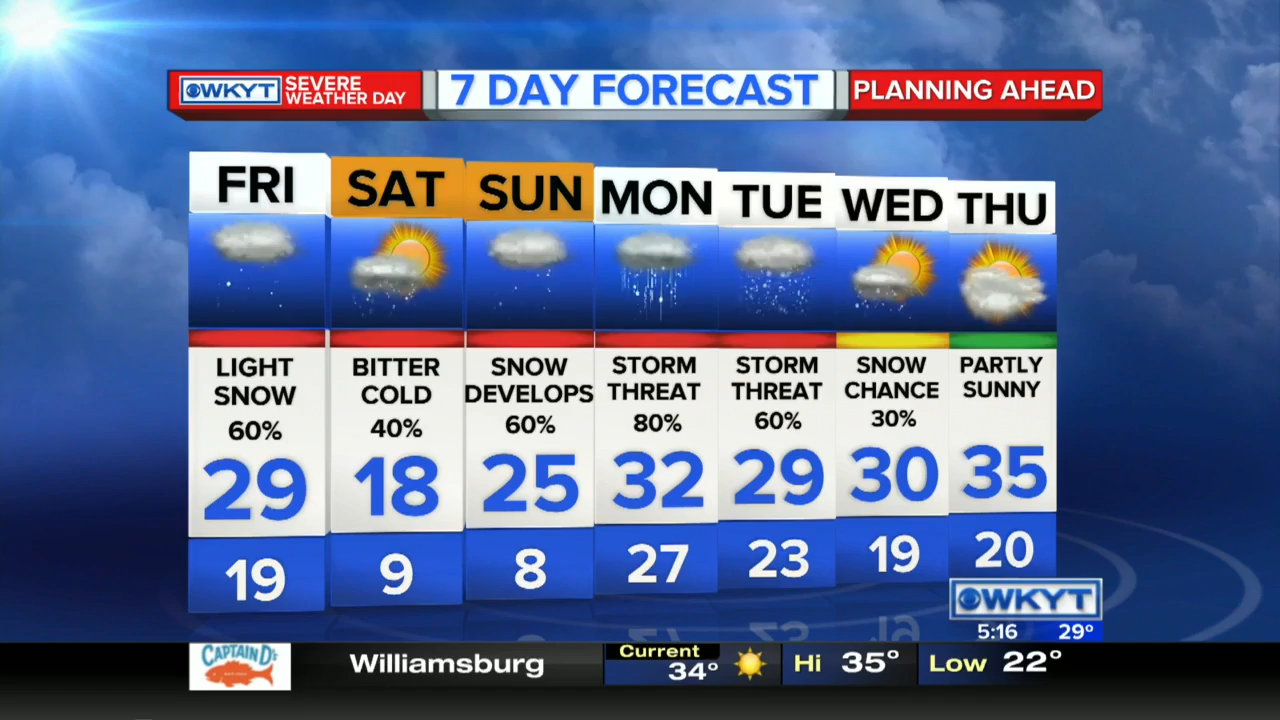 WKYT SEVERE WEATHER DAY
7 DAY FORECAST
PLANNING AHEAD
FRI
LIGHT
SNOW
60%
29
19
SAT
BITTER
COLD
40%
18
9
SUN
SNOW
DEVELOPS
60%
25
8
MON
STORM
THREAT
80%
32
27
TUE
STORM
THREAT
60%
29
23
WED
SNOW
CHANCE
30%
30
19
THU
PARTLY
SUNNY
35
20
WKYT
5:16 29°
CAPTAIN D's
Williamsburg
Current
34°
Hi 35°
Low 22°